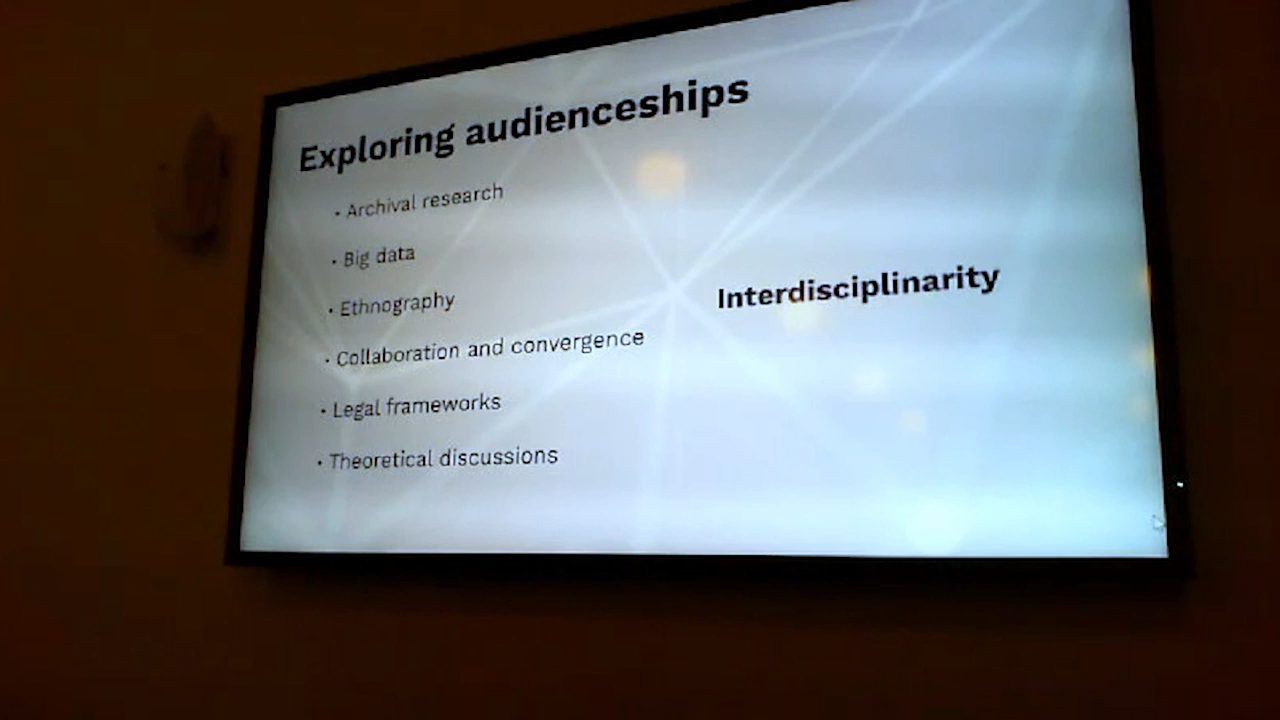 Exploring audienceships
• Archival research
• Big data
• Ethnography
• Collaboration and convergence
• Legal frameworks
• Theoretical discussions
Interdisciplinarity